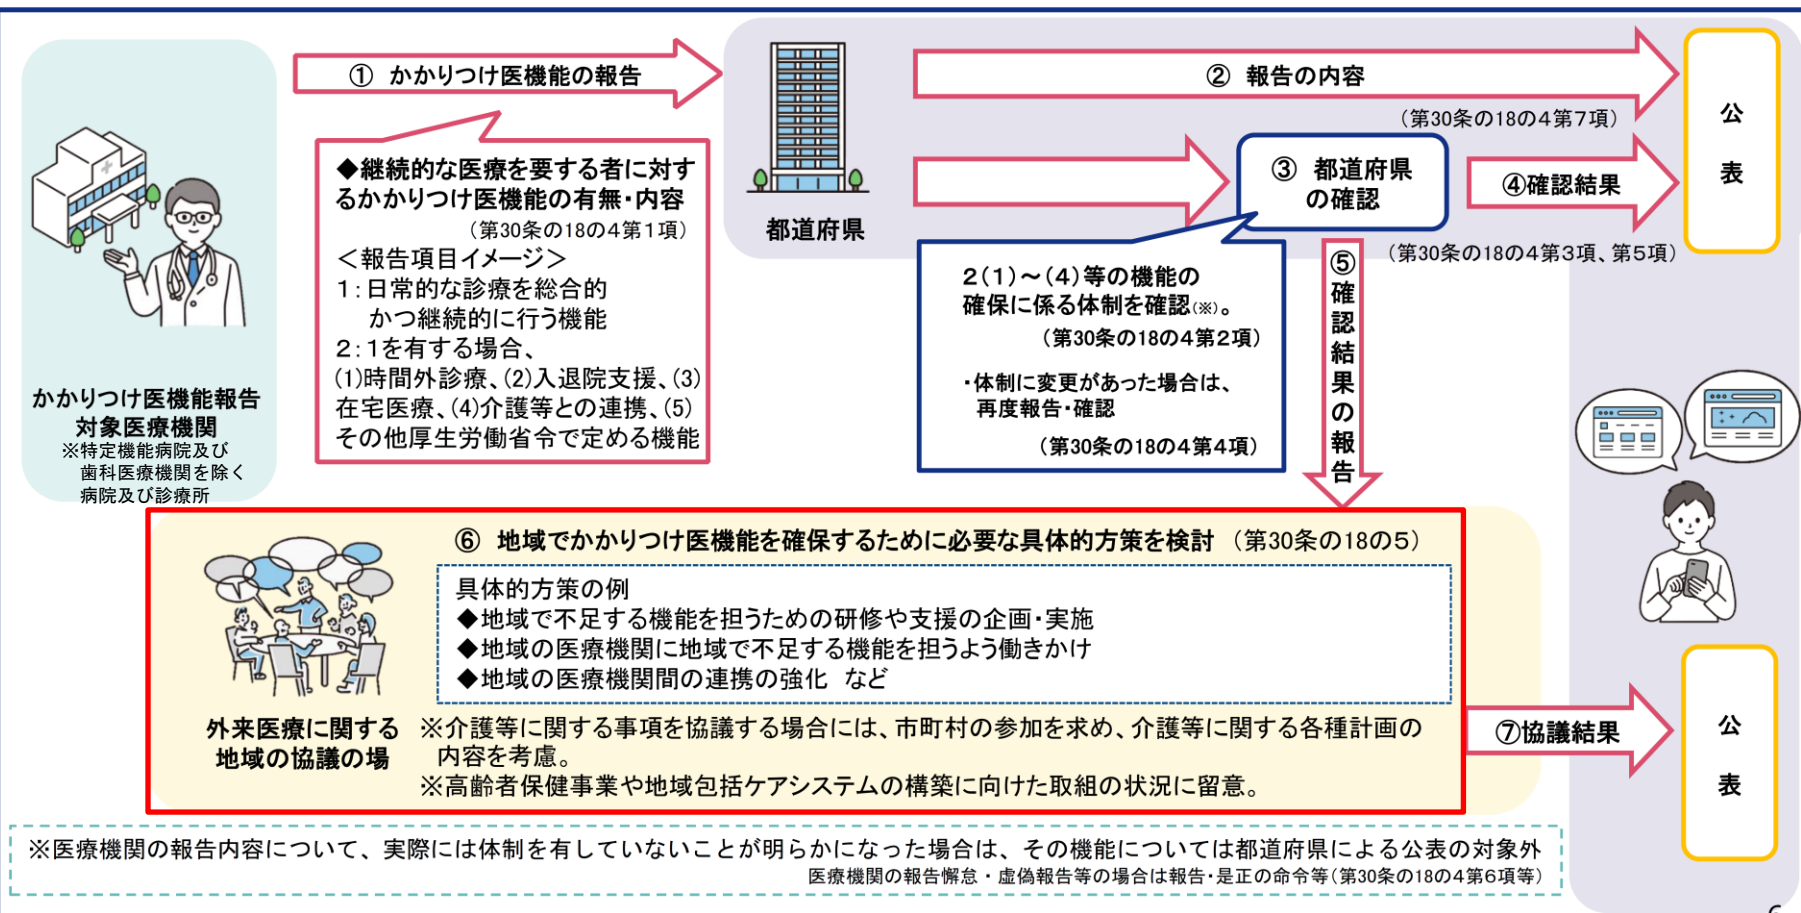 ① かかりつけ医機能の報告
② 報告の内容
(第30条の18の4第7項)
公
表
◆継続的な医療を要する者に対す
るかかりつけ医機能の有無・内容
(第30条の18の4第1項)
<報告項目イメージ>
1:日常的な診療を総合的
かつ継続的に行う機能
2:1を有する場合、
(1)時間外診療、(2)入退院支援、(3)
在宅医療、(4)介護等との連携、(5)
その他厚生労働省令で定める機能
都道府県
③ 都道府県
の確認
④確認結果
(第30条の18の4第3項、第5項)
2(1)~(4)等の機能の
確保に係る体制を確認(※)。
(第30条の18の4第2項)
・体制に変更があった場合は、
再度報告・確認
(第30条の18の4第4項)
⑤確認結果の報告
かかりつけ医機能報告
対象医療機関
※特定機能病院及び
歯科医療機関を除く
病院及び診療所
⑥ 地域でかかりつけ医機能を確保するために必要な具体的方策を検討 (第30条の18の5)
具体的方策の例
◆地域で不足する機能を担うための研修や支援の企画・実施
◆地域の医療機関に地域で不足する機能を担うよう働きかけ
◆地域の医療機関間の連携の強化 など
外来医療に関する
地域の協議の場
※介護等に関する事項を協議する場合には、市町村の参加を求め、介護等に関する各種計画の
内容を考慮。
※高齢者保健事業や地域包括ケアシステムの構築に向けた取組の状況に留意。
⑦協議結果
公
表
※医療機関の報告内容について、実際には体制を有していないことが明らかになった場合は、その機能については都道府県による公表の対象外
医療機関の報告懈怠・虚偽報告等の場合は報告・是正の命令等(第30条の18の4第6項等)